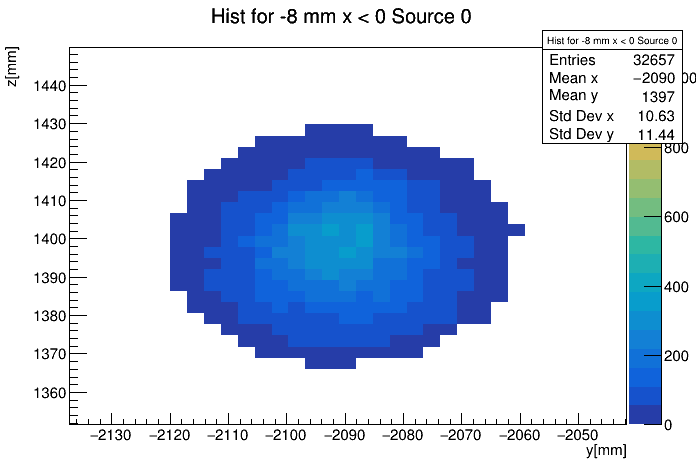 Hist for -8 mm x < 0 Source 0
Hist for -8 mm x < 0 Source 0
Entries 32657
Mean x −2090
Mean y 1397
Std Dev x 10.63
Std Dev y 11.44
z[mm]
1440
1430
1420
1410
1400
1390
1380
1370
1360
−2130 −2120 −2110 −2100 −2090 −2080 −2070 −2060 −2050
y[mm]
00
800
600
400
200
0